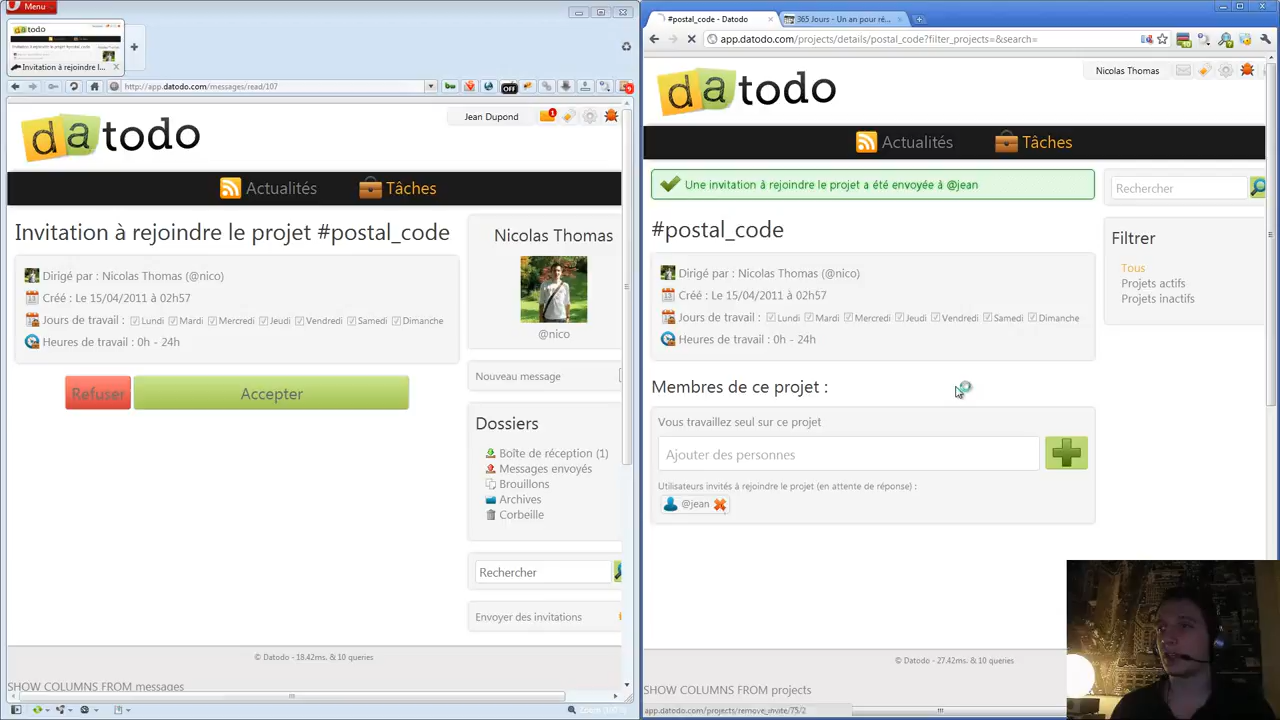 Menu
Invitation à rejoindre l...
http://app.datodo.com/messages/read/107
OFF
datodo
Jean Dupond
1
Actualités
Tâches
Invitation à rejoindre le projet #postal_code
Dirigé par : Nicolas Thomas (@nico)
Créé : Le 15/04/2011 à 02h57
Jours de travail : Lundi Mardi Mercredi Jeudi Vendredi Samedi Dimanche
Heures de travail : 0h - 24h
Refuser
Accepter
Nicolas Thomas
@nico
Nouveau message
Dossiers
Boîte de réception (1)
Messages envoyés
Brouillons
Archives
Corbeille
Rechercher
Envoyer des invitations
© Datodo - 18.42ms. & 10 queries
SHOW COLUMNS FROM messages
#postal_code - Datodo
365 Jours - Un an pour ré...
app.datodo.com/projects/details/postal_code?filter_projects=&search=
datodo
Nicolas Thomas
Actualités
Tâches
Une invitation à rejoindre le projet a été envoyée à @jean
Rechercher
#postal_code
Dirigé par : Nicolas Thomas (@nico)
Créé : Le 15/04/2011 à 02h57
Jours de travail : Lundi Mardi Mercredi Jeudi Vendredi Samedi Dimanche
Heures de travail : 0h - 24h
Filtrer
Tous
Projets actifs
Projets inactifs
Membres de ce projet :
Vous travaillez seul sur ce projet
Ajouter des personnes
Utilisateurs invités à rejoindre le projet (en attente de réponse) :
@jean
© Datodo - 27.42ms. & 10 queries
SHOW COLUMNS FROM projects
app.datodo.com/projects/remove_invite/75/2